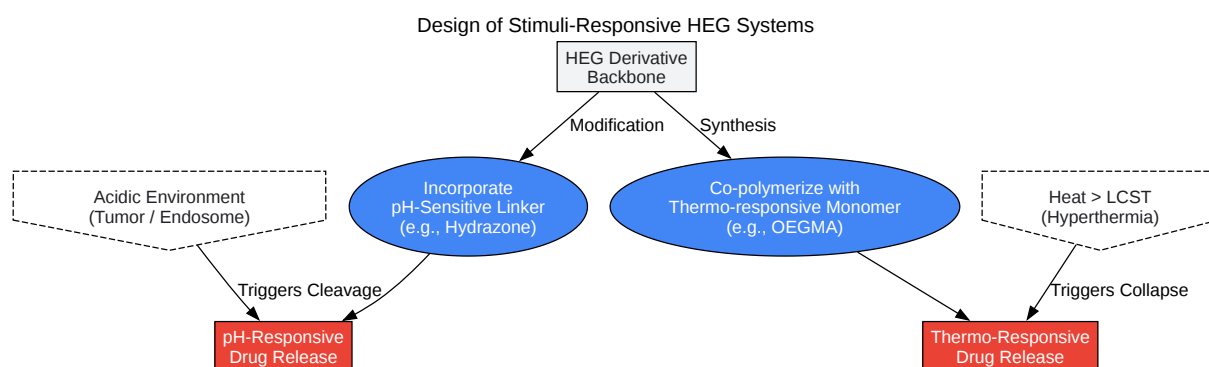 Design of Stimuli-Responsive HEG Systems
HEG Derivative
Backbone
Modification
Synthesis
Acidic Environment
(Tumor / Endosome)
Incorporate
pH-Sensitive Linker
(e.g., Hydrazone)
Co-polymerize with
Thermo-responsive Monomer
(e.g., OEGMA)
Heat > LCST
(Hyperthermia)
Triggers Cleavage
Triggers Collapse
pH-Responsive
Drug Release
Thermo-Responsive
Drug Release